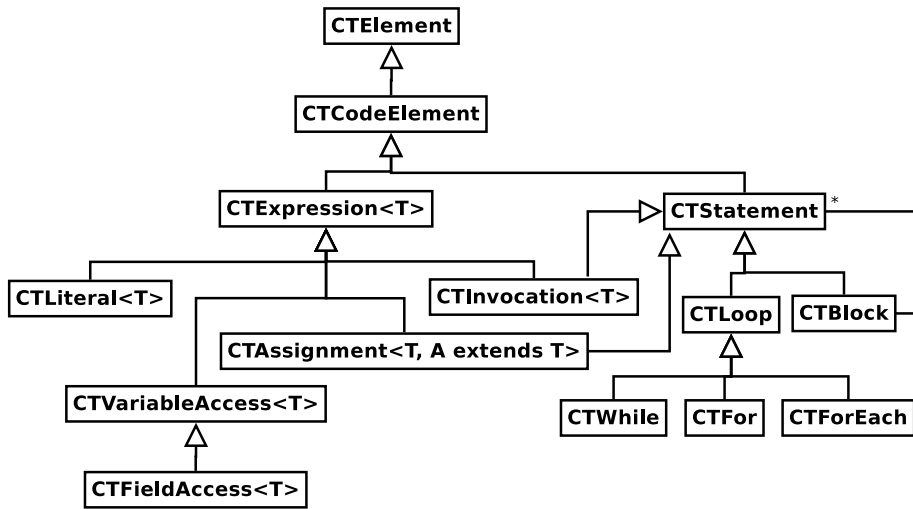 CTElement
CTCodeElement
CTExpression<T>
CTStatement
*
CTLiteral<T>
CTInvocation<T>
CTLoop
CTBlock
CTAssignment<T, A extends T>
CTVariableAccess<T>
CTWhile
CTFor
CTForEach
CTFieldAccess<T>